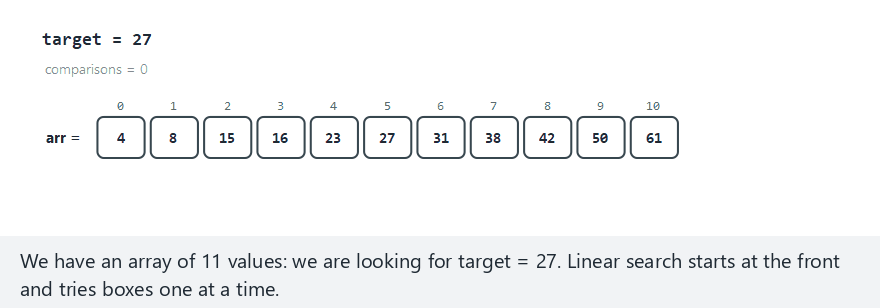 target = 27
comparisons = 0
0 1 2 3 4 5 6 7 8 9 10
arr = 4 8 15 16 23 27 31 38 42 50 61
We have an array of 11 values: we are looking for target = 27. Linear search starts at the front
and tries boxes one at a time.